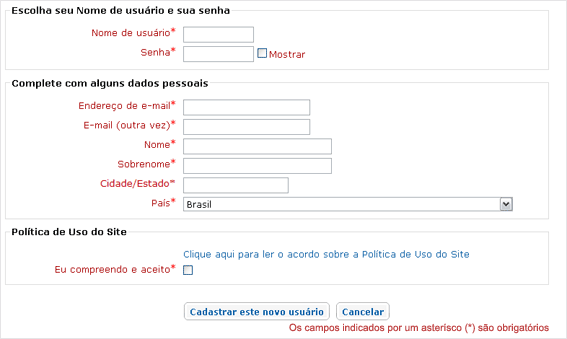 Escolha seu Nome de usuário e sua senha
Nome de usuário*
Senha* Mostrar
Complete com alguns dados pessoais
Endereço de e-mail*
E-mail (outra vez)*
Nome*
Sobrenome*
Cidade/Estado*
País* Brasil
Política de Uso do Site
Clique aqui para ler o acordo sobre a Política de Uso do Site
Eu compreendo e aceito*
Cadastrar este novo usuário Cancelar
Os campos indicados por um asterisco (*) são obrigatórios